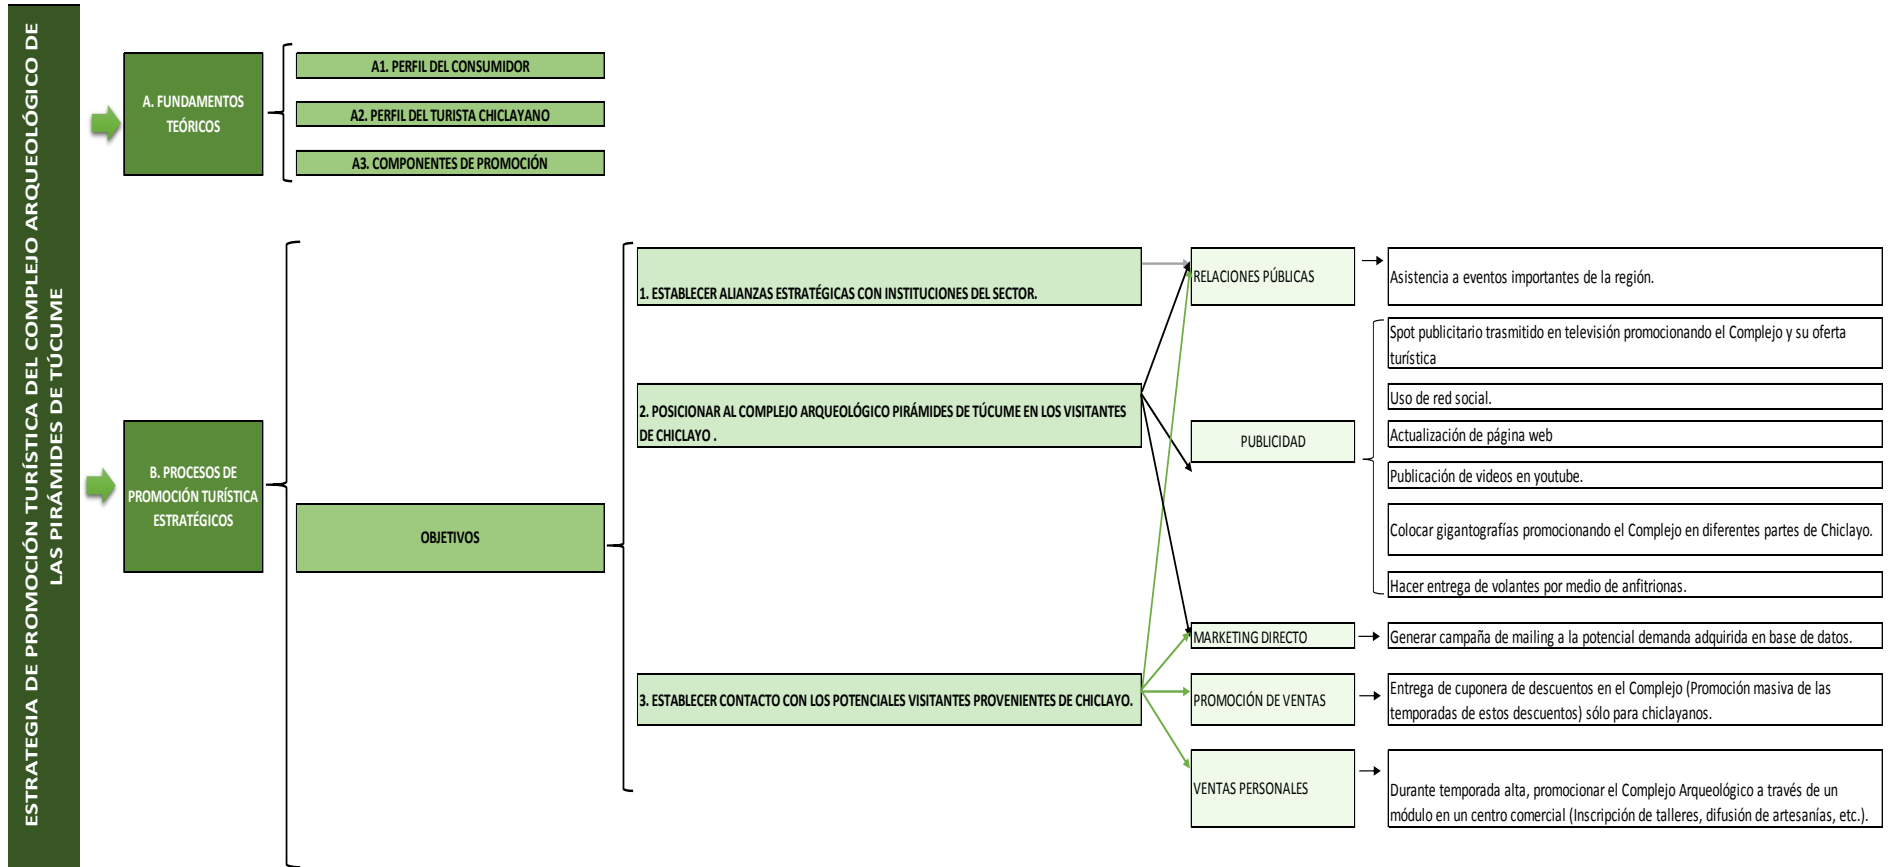 ESTRATEGIA DE PROMOCIÓN TURÍSTICA DEL COMPLEJO ARQUEOLÓGICO DE
LAS PIRÁMIDES DE TÚCUME
A. FUNDAMENTOS
TEÓRICOS
A1. PERFIL DEL CONSUMIDOR
A2. PERFIL DEL TURISTA CHICLAYANO
A3. COMPONENTES DE PROMOCIÓN
B. PROCESOS DE
PROMOCIÓN TURÍSTICA
ESTRATÉGICOS
OBJETIVOS
1. ESTABLECER ALIANZAS ESTRATÉGICAS CON INSTITUCIONES DEL SECTOR.
2. POSICIONAR AL COMPLEJO ARQUEOLÓGICO PIRÁMIDES DE TÚCUME EN LOS VISITANTES
DE CHICLAYO .
3. ESTABLECER CONTACTO CON LOS POTENCIALES VISITANTES PROVENIENTES DE CHICLAYO.
RELACIONES PÚBLICAS
Asistencia a eventos importantes de la región.
PUBLICIDAD
Spot publicitario trasmitido en televisión promocionando el Complejo y su oferta
turística
Uso de red social.
Actualización de página web
Publicación de videos en youtube.
Colocar gigantografías promocionando el Complejo en diferentes partes de Chiclayo.
Hacer entrega de volantes por medio de anfitrionas.
MARKETING DIRECTO
Generar campaña de mailing a la potencial demanda adquirida en base de datos.
PROMOCIÓN DE VENTAS
Entrega de cuponera de descuentos en el Complejo (Promoción masiva de las
temporadas de estos descuentos) sólo para chiclayanos.
VENTAS PERSONALES
Durante temporada alta, promocionar el Complejo Arqueológico a través de un
módulo en un centro comercial (Inscripción de talleres, difusión de artesanías, etc.).